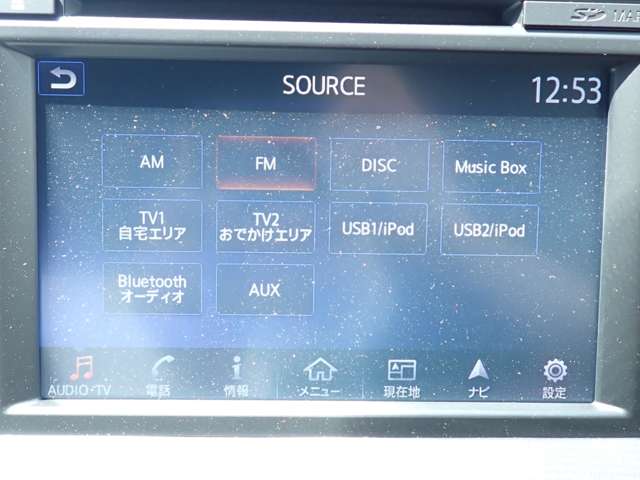 SOURCE
12:53
AM
FM
DISC
Music Box
TV1
自宅エリア
TV2
おでかけエリア
USB1/iPod
USB2/iPod
Bluetooth
オーディオ
AUX
AUDIO・TV
電話
情報
メニュー
現在地
ナビ
設定